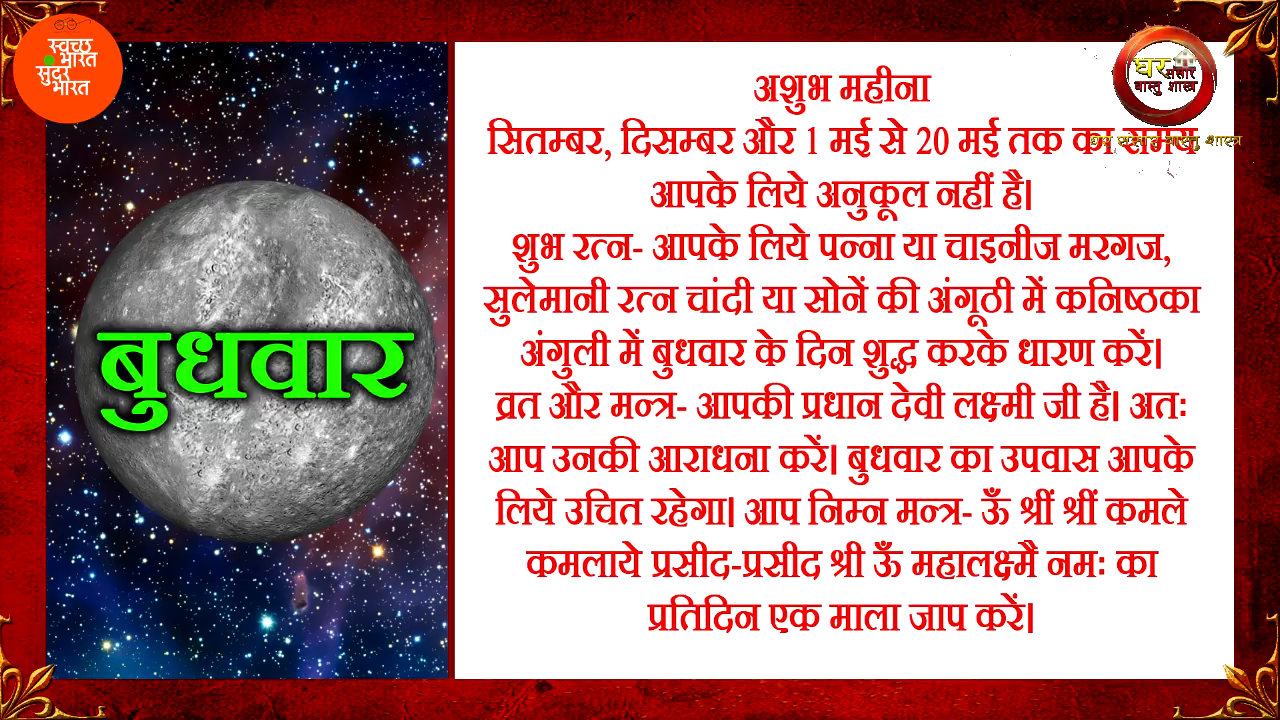 स्वच्छ
भारत
सुंदर
भारत
घर
संसार
वास्तु शास्त्र
घर संसार वास्तु शास्त्र
बुधवार
अशुभ महीना
सितम्बर, दिसम्बर और 1 मई से 20 मई तक का समय
आपके लिये अनुकूल नहीं है।
शुभ रत्न- आपके लिये पन्ना या चाइनीज मरगज,
सुलेमानी रत्न चांदी या सोनें की अंगूठी में कनिष्ठका
अंगुली में बुधवार के दिन शुद्ध करके धारण करें।
व्रत और मन्त्र- आपकी प्रधान देवी लक्ष्मी जी है। अतः
आप उनकी आराधना करें। बुधवार का उपवास आपके
लिये उचित रहेगा। आप निम्न मन्त्र- ऊँ श्रीं श्रीं कमले
कमलाये प्रसीद-प्रसीद श्री ऊँ महालक्ष्मै नमः का
प्रतिदिन एक माला जाप करें।